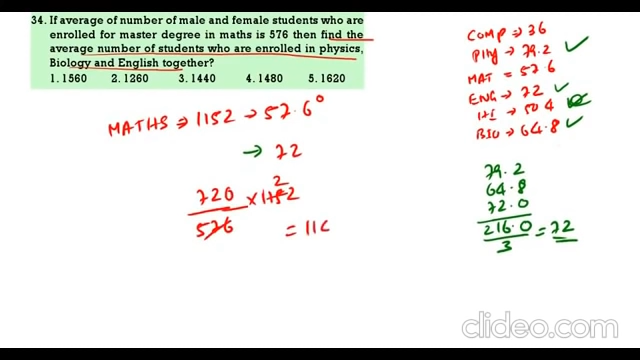 34. If average of number of male and female students who are
enrolled for master degree in maths is 576 then find the
average number of students who are enrolled in physics,
Biology and English together?
1. 1560 2. 1260 3. 1440 4. 1480 5. 1620
COMP → 36
PHY → 79.2
MAT = 57.6
ENG → 72
HI → 50.4
BIO → 64.8
MATHS ⇒ 1152 → 57.6°
→ 72
720 / 576 × 1152 2
= 114
79.2
64.8
72.0
216.0 / 3 = 72
clideo.com